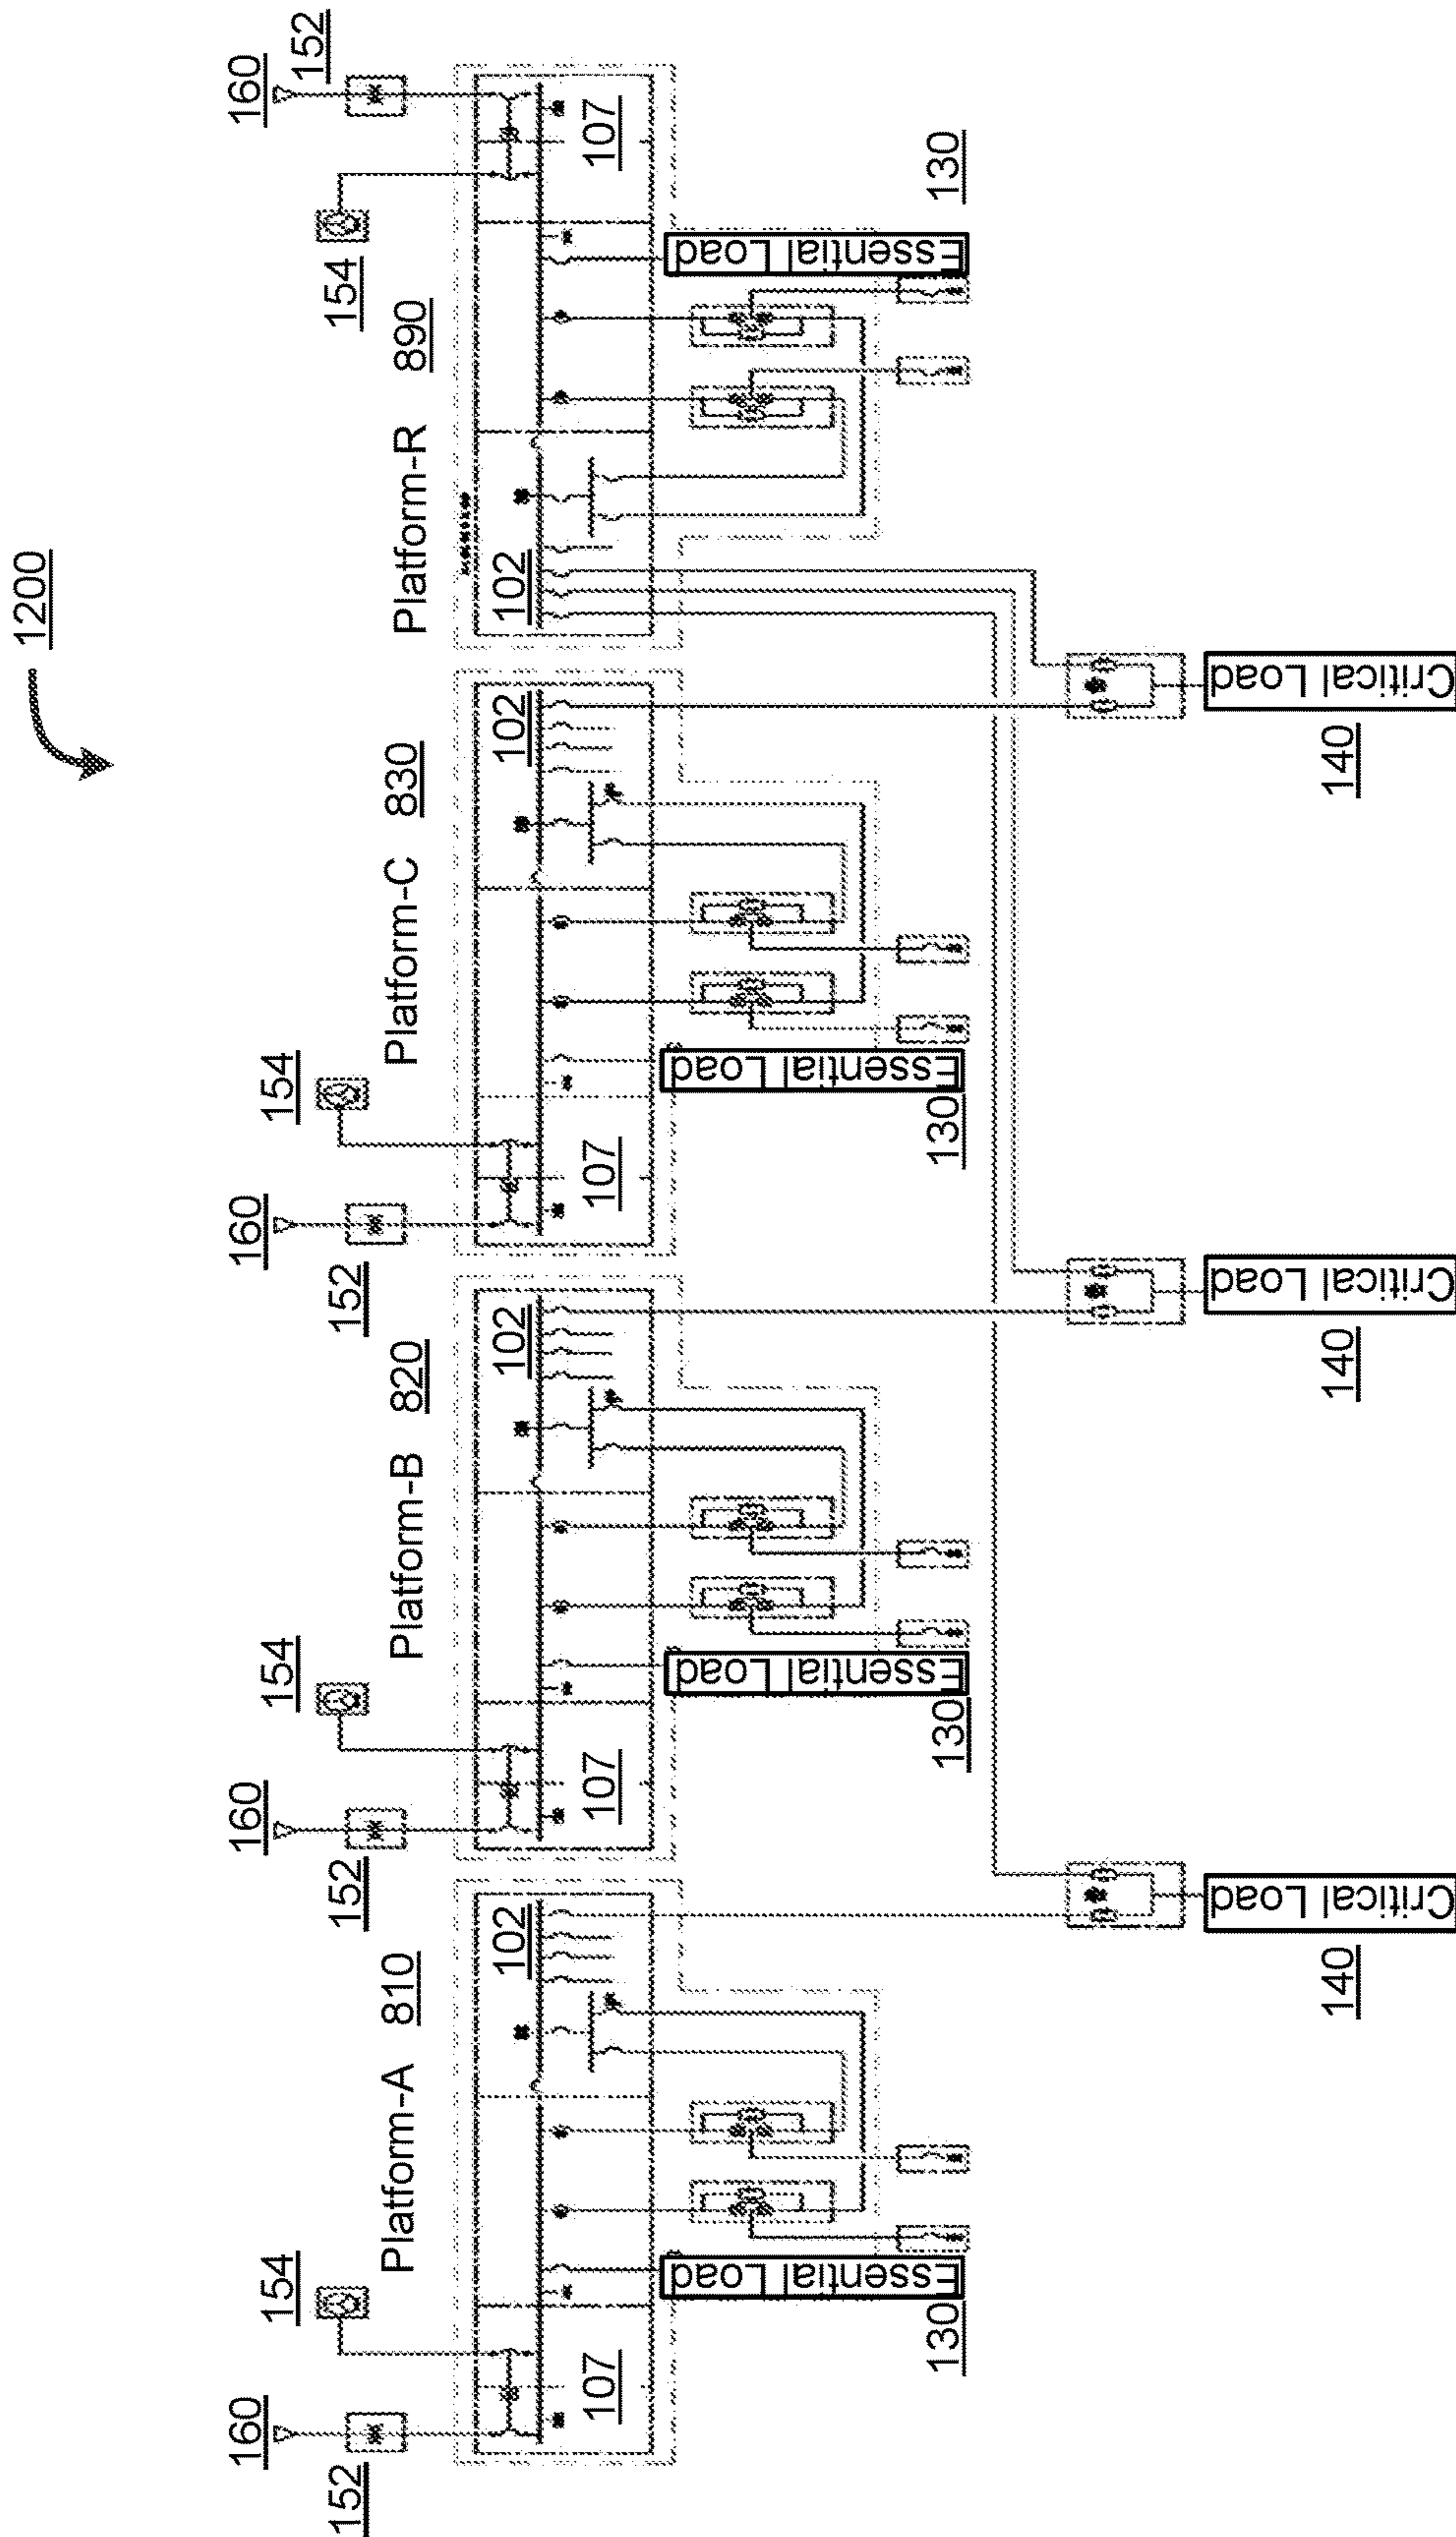 1200
160
160
160
160
154
154
154
152
152
152
152
154
Platform-A 810
Platform-B 820
Platform-C 830
Platform-R 890
102
102
102
102
107
107
107
107
Essential Load
Essential Load
Essential Load
Essential Load
130
130
130
130
Critical Load
Critical Load
Critical Load
140
140
140